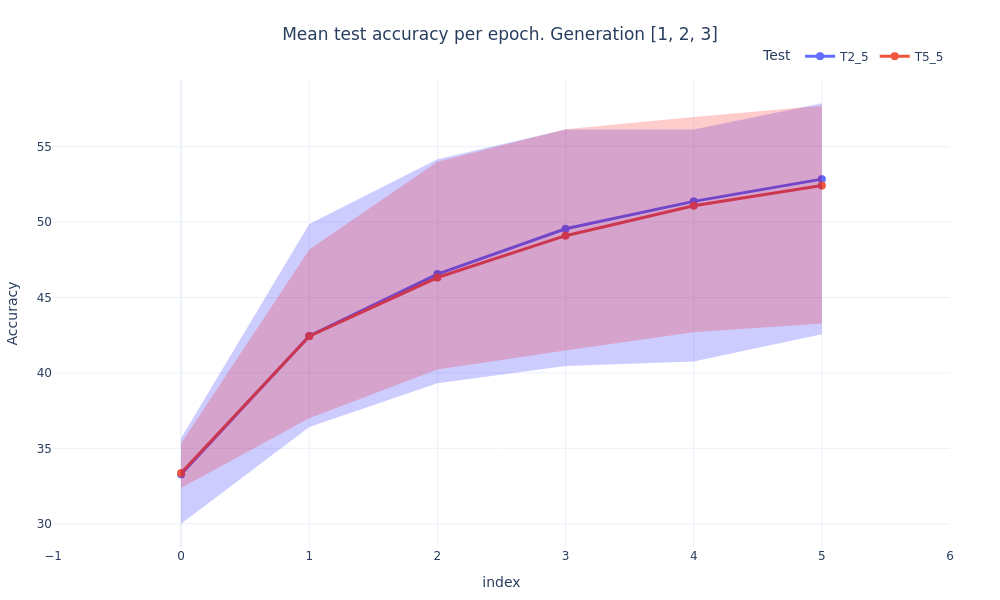 Mean test accuracy per epoch. Generation [1, 2, 3]
Test T2_5 T5_5
55
50
45
40
35
30
Accuracy
−1 0 1 2 3 4 5 6
index